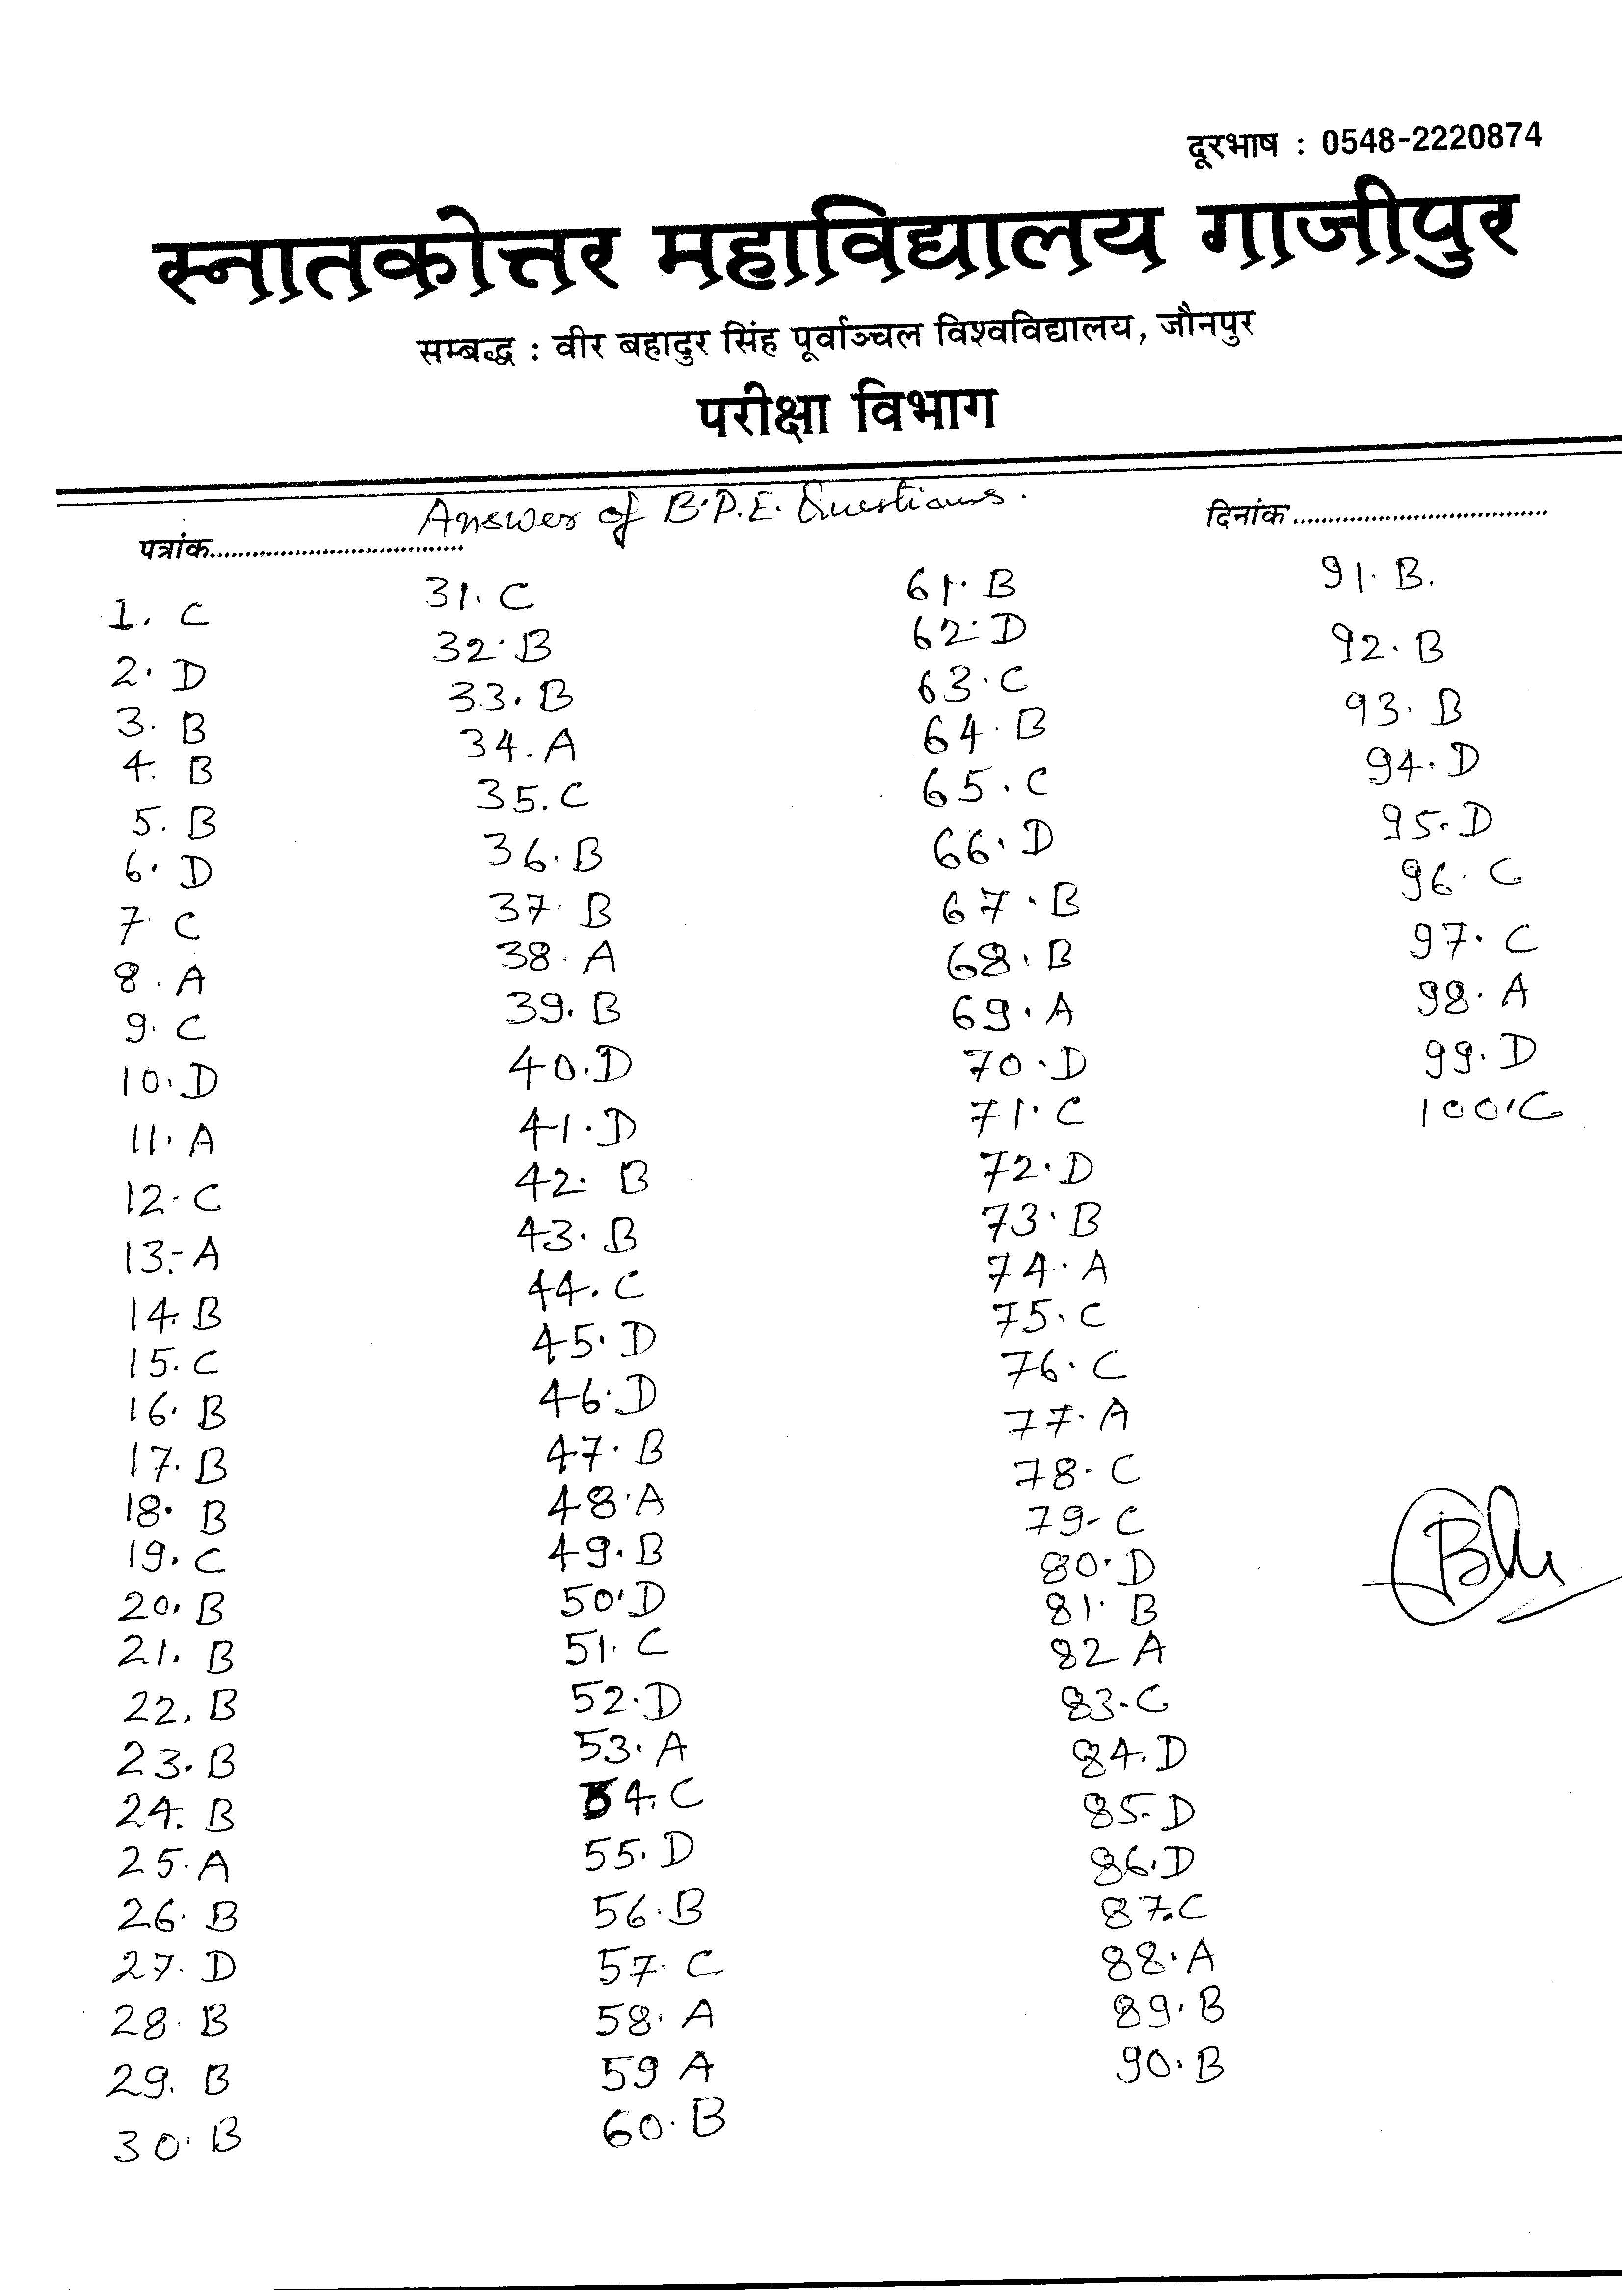 दूरभाष : 0548-2220874
स्नातकोत्तर महाविद्यालय गाजीपुर
सम्बद्ध : वीर बहादुर सिंह पूर्वाञ्चल विश्वविद्यालय, जौनपुर
परीक्षा विभाग
Answer of B.P.E. Questions.
पत्रांक.................................... दिनांक....................................
1. C
2. D
3. B
4. B
5. B
6. D
7. C
8. A
9. C
10. D
11. A
12. C
13.- A
14. B
15. C
16. B
17. B
18. B
19. C
20. B
21. B
22. B
23. B
24. B
25. A
26. B
27. D
28. B
29. B
30. B
31. C
32. B
33. B
34. A
35. C
36. B
37. B
38. A
39. B
40. D
41. D
42. B
43. B
44. C
45. D
46. D
47. B
48. A
49. B
50. D
51. C
52. D
53. A
54. C
55. D
56. B
57. C
58. A
59 A
60. B
61. B
62. D
63. C
64. B
65. C
66. D
67. B
68. B
69. A
70. D
71. C
72. D
73. B
74. A
75. C
76. C
77. A
78. C
79- C
80. D
81. B
82 A
83. C
84. D
85. D
86. D
87. C
88. A
89. B
90. B
91. B.
92. B
93. B
94. D
95. D
96. C
97. C
98. A
99. D
100. C